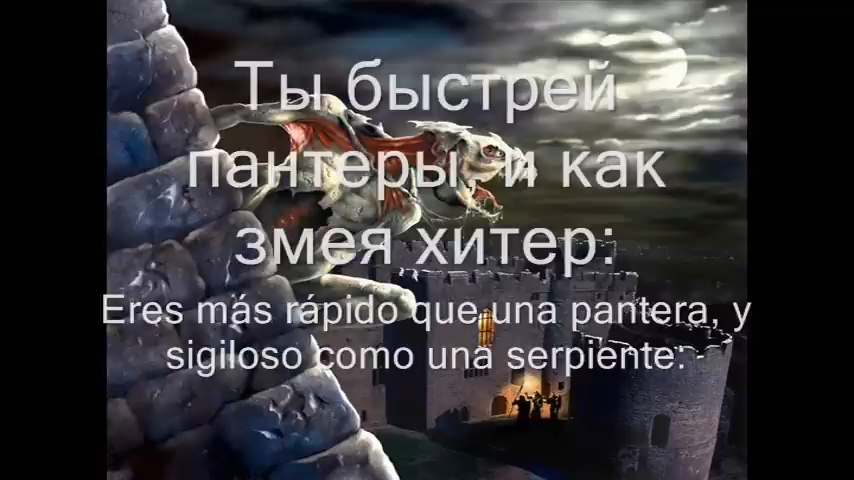 Ты быстрей
пантеры, и как
змея хитер:
Eres más rápido que una pantera, y
sigiloso como una serpiente: